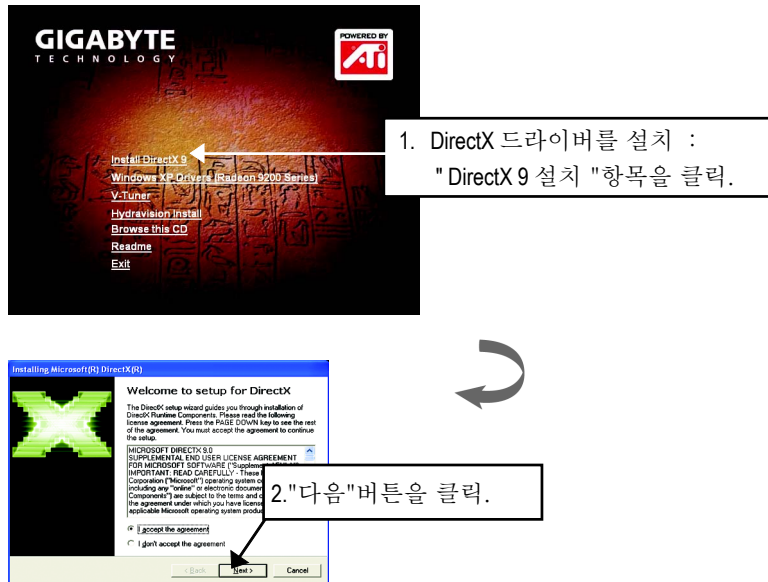 GIGABYTE
TECHNOLOGY
POWERED BY
ATi
Install DirectX 9
Windows XP Drivers (Radeon 9200 Series)
V-Tuner
Hydravision Install
Browse this CD
Readme
Exit
1. DirectX 드라이버를 설치 :
" DirectX 9 설치 "항목을 클릭.
Installing Microsoft(R) DirectX(R)
Welcome to setup for DirectX
The DirectX setup wizard guides you through installation of
DirectX Runtime Components. Please read the following
license agreement. Press the PAGE DOWN key to see the rest
of the agreement. You must accept the agreement to continue
the setup.
MICROSOFT DIRECTX 9.0
SUPPLEMENTAL END USER LICENSE AGREEMENT
FOR MICROSOFT SOFTWARE ("Supplement
IMPORTANT: READ CAREFULLY - These
Corporation ("Microsoft") operating system
including any "online" or electronic
Components") are subject to the terms and
the agreement under which you have
applicable Microsoft operating system
2."다음"버튼을 클릭.
I accept the agreement
I don't accept the agreement
< Back
Next >
Cancel